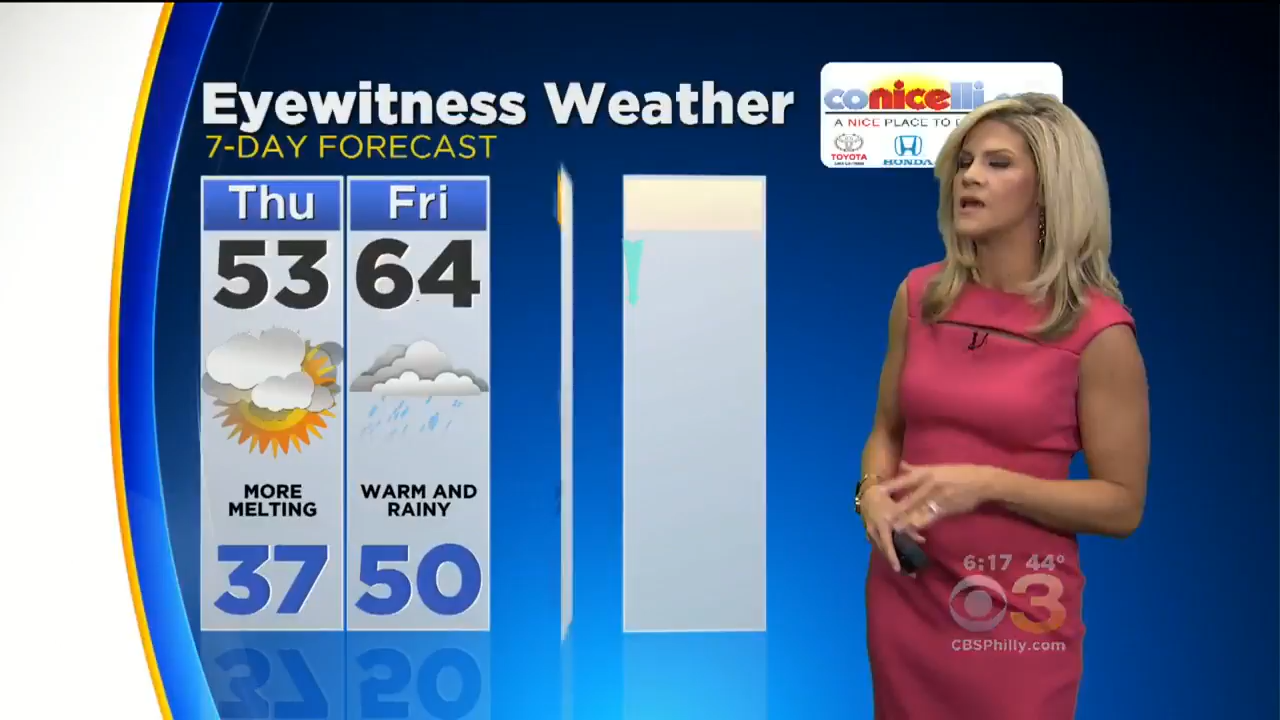 Eyewitness Weather
7-DAY FORECAST
conicelli
A NICE PLACE TO
TOYOTA
HONDA
Thu
Fri
53
64
MORE
MELTING
WARM AND
RAINY
37
50
6:17 44°
3
CBSPhilly.com